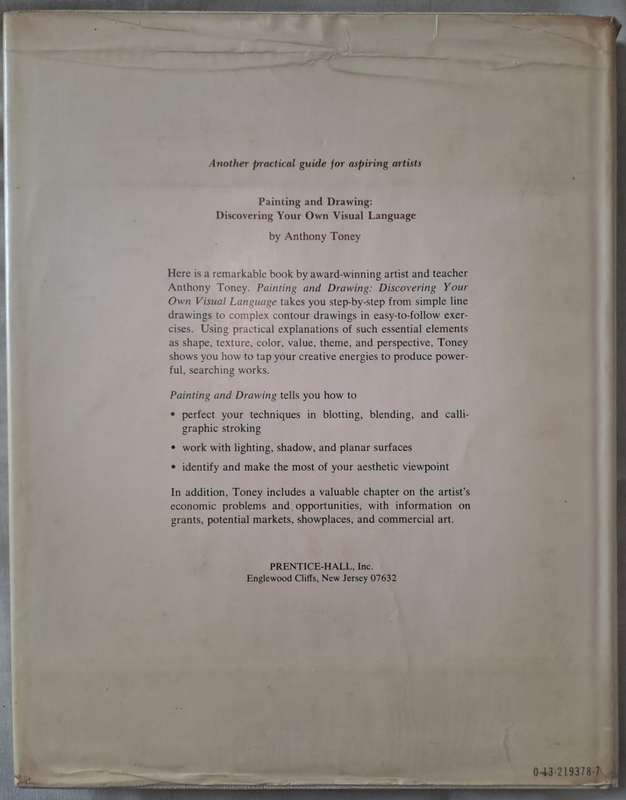 Another practical guide for aspiring artists
Painting and Drawing:
Discovering Your Own Visual Language
by Anthony Toney
Here is a remarkable book by award-winning artist and teacher
Anthony Toney. Painting and Drawing: Discovering Your
Own Visual Language takes you step-by-step from simple line
drawings to complex contour drawings in easy-to-follow exer-
cises. Using practical explanations of such essential elements
as shape, texture, color, value, theme, and perspective, Toney
shows you how to tap your creative energies to produce power-
ful, searching works.
Painting and Drawing tells you how to
• perfect your techniques in blotting, blending, and calli-
graphic stroking
• work with lighting, shadow, and planar surfaces
• identify and make the most of your aesthetic viewpoint
In addition, Toney includes a valuable chapter on the artist's
economic problems and opportunities, with information on
grants, potential markets, showplaces, and commercial art.
PRENTICE-HALL, Inc.
Englewood Cliffs, New Jersey 07632
0-13-219378-7